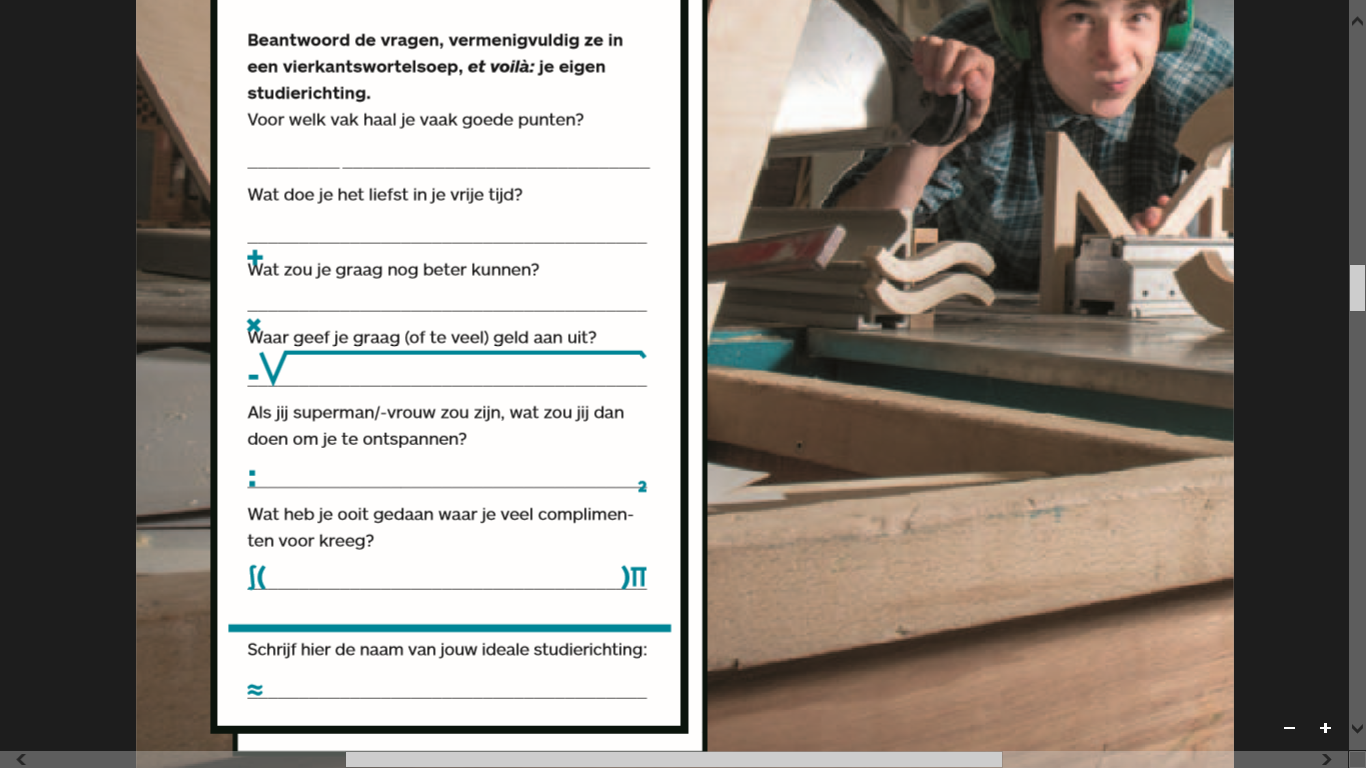 Beantwoord de vragen, vermenigvuldig ze in
een vierkantswortelsoep, et voilà: je eigen
studierichting.
Voor welk vak haal je vaak goede punten?
Wat doe je het liefst in je vrije tijd?
+
Wat zou je graag nog beter kunnen?
×
Waar geef je graag (of te veel) geld aan uit?
-√
Als jij superman/-vrouw zou zijn, wat zou jij dan
doen om je te ontspannen?
: 2
Wat heb je ooit gedaan waar je veel complimen-
ten voor kreeg?
∫( )π
Schrijf hier de naam van jouw ideale studierichting:
≈